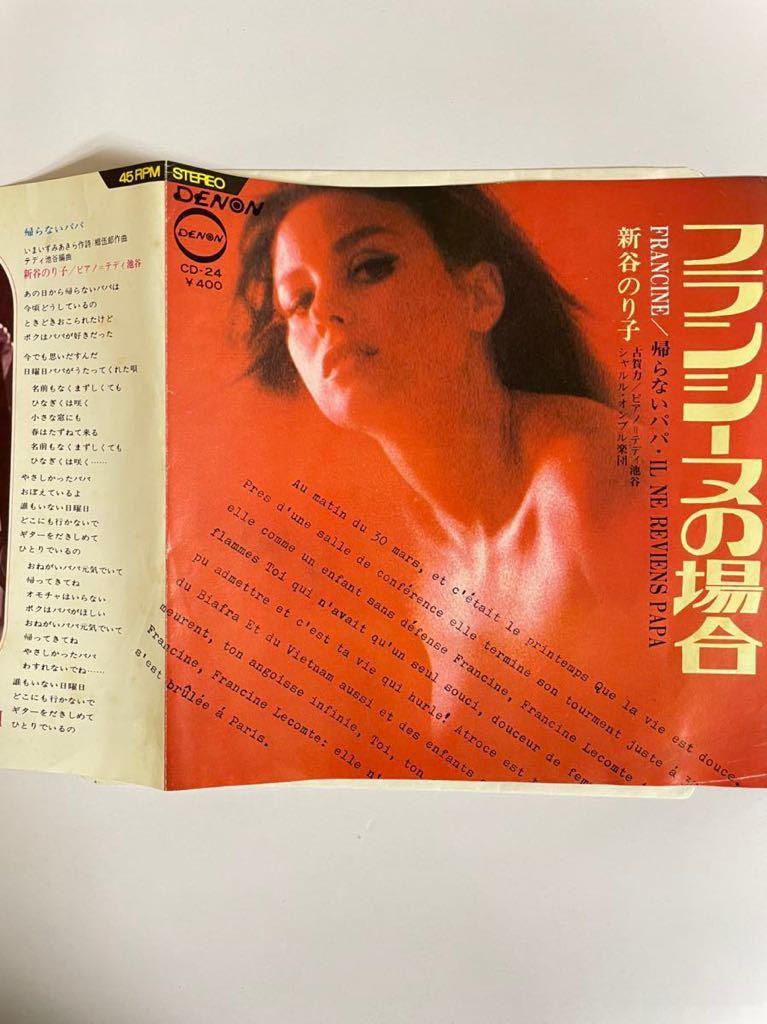 45 RPM
STEREO
DENON
DENON
CD-24
¥400
フランシーヌの場合
FRANCINE/帰らないパパ・IL NE REVIENS PAPA
新谷のり子
古賀力/ピアノ=テディ池谷
シャルル・オンブル楽団
Au matin du 30 mars, et c'était le printemps Que la vie est douce,
Pres d'une salle de conférence elle terminé son tourment juste á
elle comme un enfant sans défense Francine, Francine Lecomte
flammes Toi qui n'avait qu'un seul souci, douceur de fem
pu admettre et c'est ta vie qui hurle! Atroce est
du Biafra Et du Vietnam aussi et des enfants
meurent, ton angoisse infinie, Toi, ton
Francine, Francine Lecomte: elle n'
s'est brûlée á Paris.
帰らないパパ
いまいずみあきら作詩/郷伍郎作曲
テディ池谷編曲
新谷のり子/ピアノ=テディ池谷
あの日から帰らないパパは
今頃どうしているの
ときどきおこられたけど
ボクはパパが好きだった
今でも思いだすんだ
日曜日パパがうたってくれた唄
名前もなくまずしくても
ひなぎくは咲く
小さな窓にも
春はたずねて来る
名前もなくまずしくても
ひなぎくは咲く……
やさしかったパパ
おぼえているよ
誰もいない日曜日
どこにも行かないで
ギターをだきしめて
ひとりでいるの
おねがいパパ元気でいて
帰ってきてね
オモチャはいらない
ボクはパパがほしい
おねがいパパ元気でいて
帰ってきてね
やさしかったパパ
わすれないでね……
誰もいない日曜日
どこにも行かないで
ギターをだきしめて
ひとりでいるの